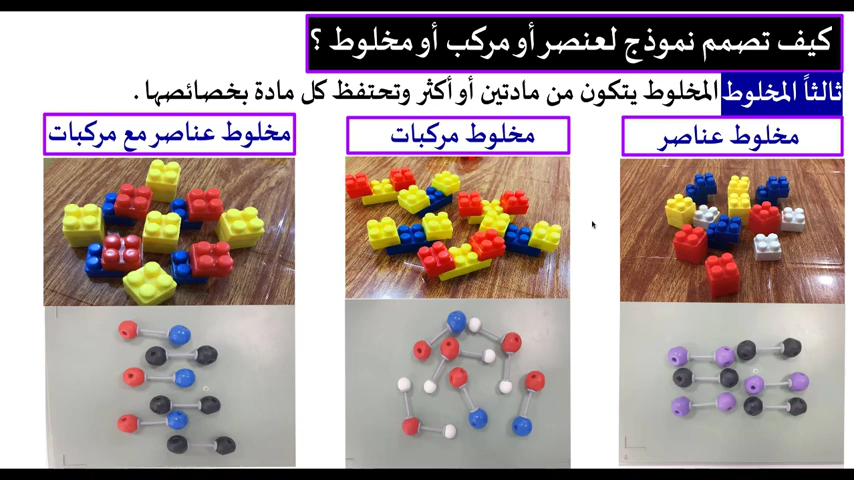 كيف تصمم نموذج لعنصر أو مركب أو مخلوط ؟
ثالثاً المخلوط المخلوط يتكون من مادتين أو أكثر وتحتفظ كل مادة بخصائصها .
مخلوط عناصر
مخلوط مركبات
مخلوط عناصر مع مركبات